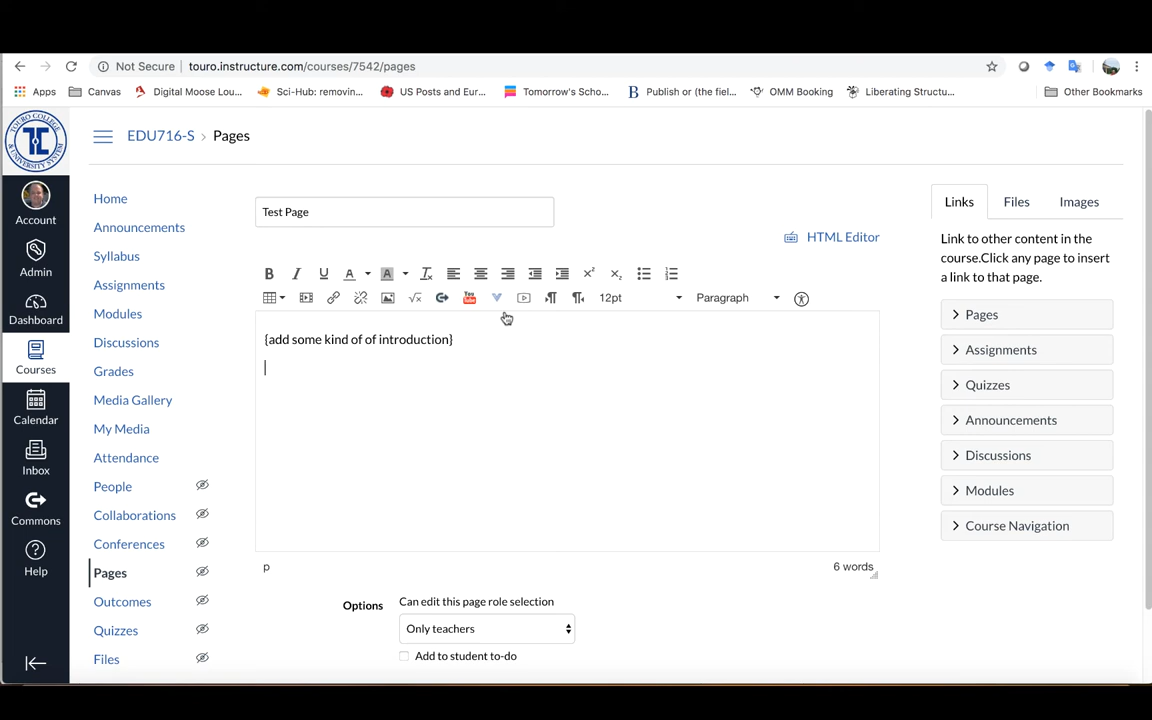 Not Secure | touro.instructure.com/courses/7542/pages
Apps Canvas Digital Moose Lou... Sci-Hub: removin... US Posts and Eur... Tomorrow's Scho... Publish or (the fiel... OMM Booking Liberating Structu... Other Bookmarks
EDU716-S > Pages
Account
Admin
Dashboard
Courses
Calendar
Inbox
Commons
Help
Home
Announcements
Syllabus
Assignments
Modules
Discussions
Grades
Media Gallery
My Media
Attendance
People
Collaborations
Conferences
Pages
Outcomes
Quizzes
Files
Test Page
HTML Editor
12pt Paragraph
{add some kind of of introduction}
p 6 words
Options Can edit this page role selection
Only teachers
Add to student to-do
Links Files Images
Link to other content in the
course.Click any page to insert
a link to that page.
Pages
Assignments
Quizzes
Announcements
Discussions
Modules
Course Navigation